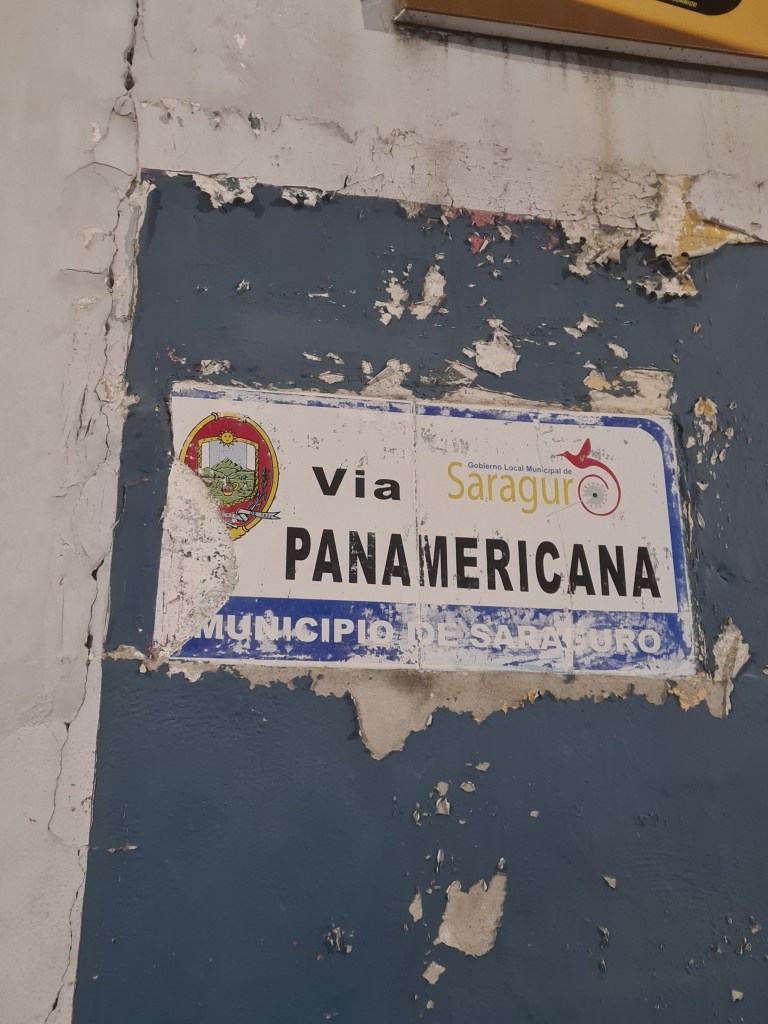 Via
Gobierno Local Municipal de
Saraguro
PANAMERICANA
MUNICIPIO DE SARAGURO